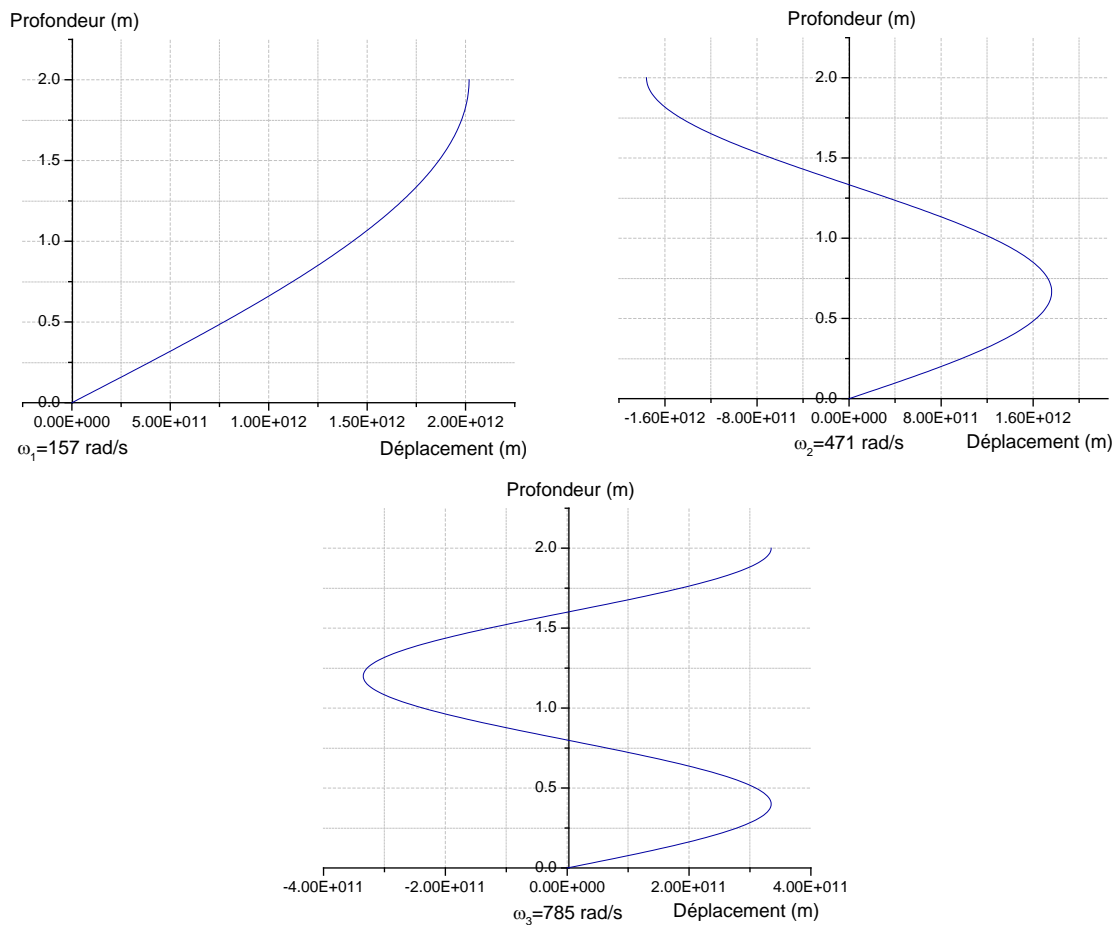 Profondeur (m)
2.0
1.5
1.0
0.5
0.0
0.00E+000 5.00E+011 1.00E+012 1.50E+012 2.00E+012
ω1=157 rad/s Déplacement (m)
Profondeur (m)
2.0
1.5
1.0
0.5
0.0
-1.60E+012 -8.00E+011 0.00E+000 8.00E+011 1.60E+012
ω2=471 rad/s Déplacement (m)
Profondeur (m)
2.0
1.5
1.0
0.5
0.0
-4.00E+011 -2.00E+011 0.00E+000 2.00E+011 4.00E+011
ω3=785 rad/s Déplacement (m)